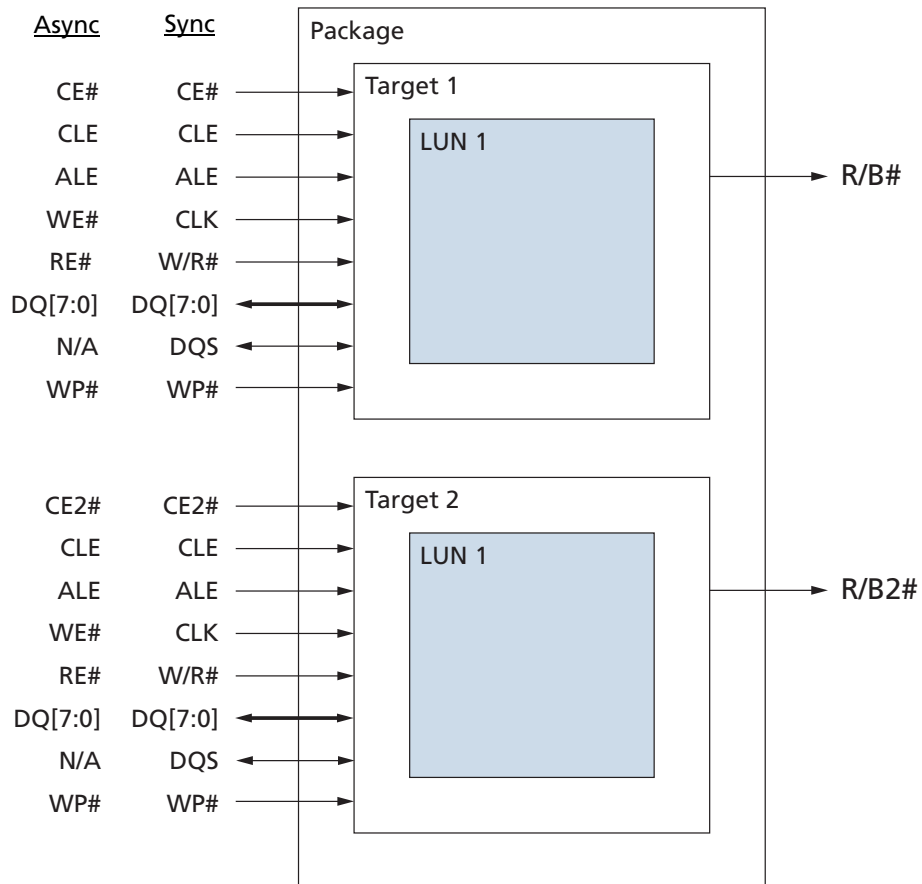 Async Sync
Package
Target 1
LUN 1
CE# CE#
CLE CLE
ALE ALE
R/B#
WE# CLK
RE# W/R#
DQ[7:0] DQ[7:0]
N/A DQS
WP# WP#
Target 2
LUN 1
CE2# CE2#
CLE CLE
ALE ALE
R/B2#
WE# CLK
RE# W/R#
DQ[7:0] DQ[7:0]
N/A DQS
WP# WP#